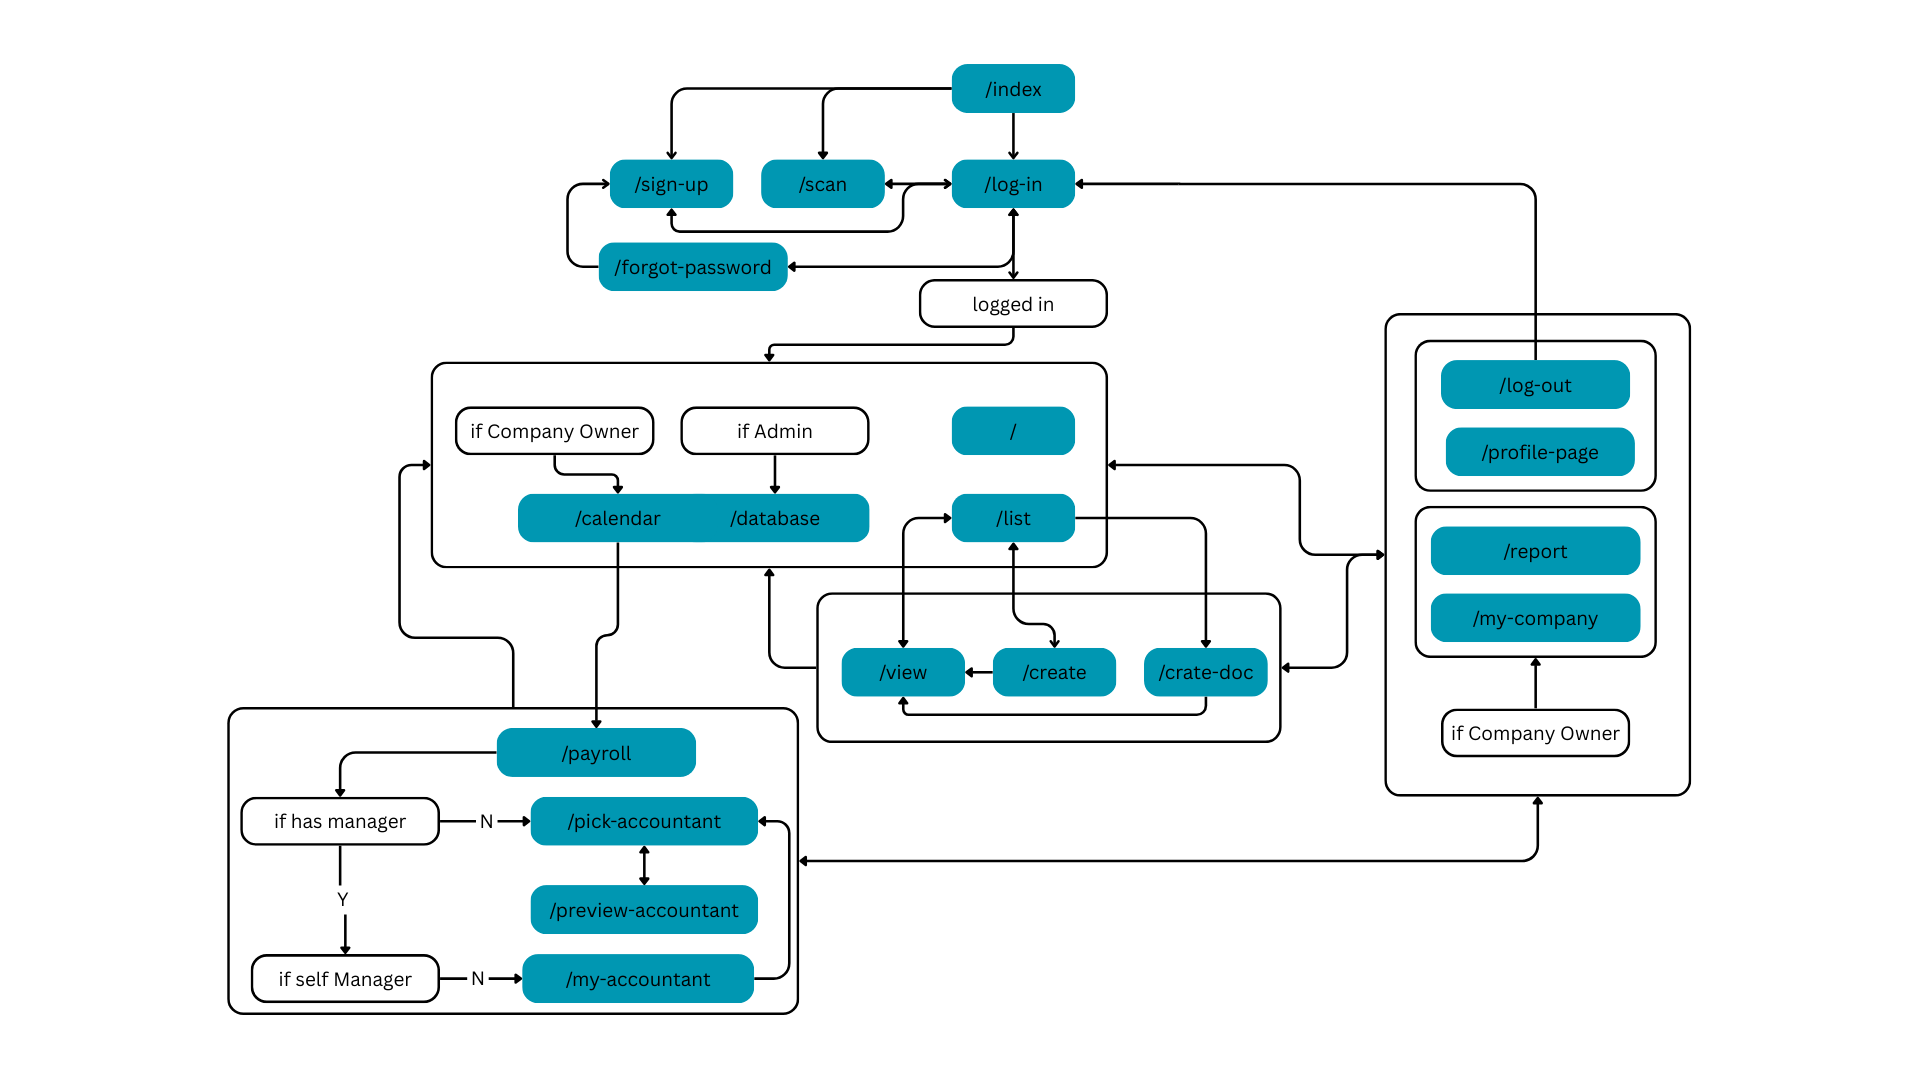 /index
/sign-up
/scan
/log-in
/forgot-password
logged in
if Company Owner
if Admin
/
/calendar
/database
/list
/view
/create
/crate-doc
/log-out
/profile-page
/report
/my-company
if Company Owner
/payroll
if has manager
N
/pick-accountant
Y
/preview-accountant
if self Manager
N
/my-accountant